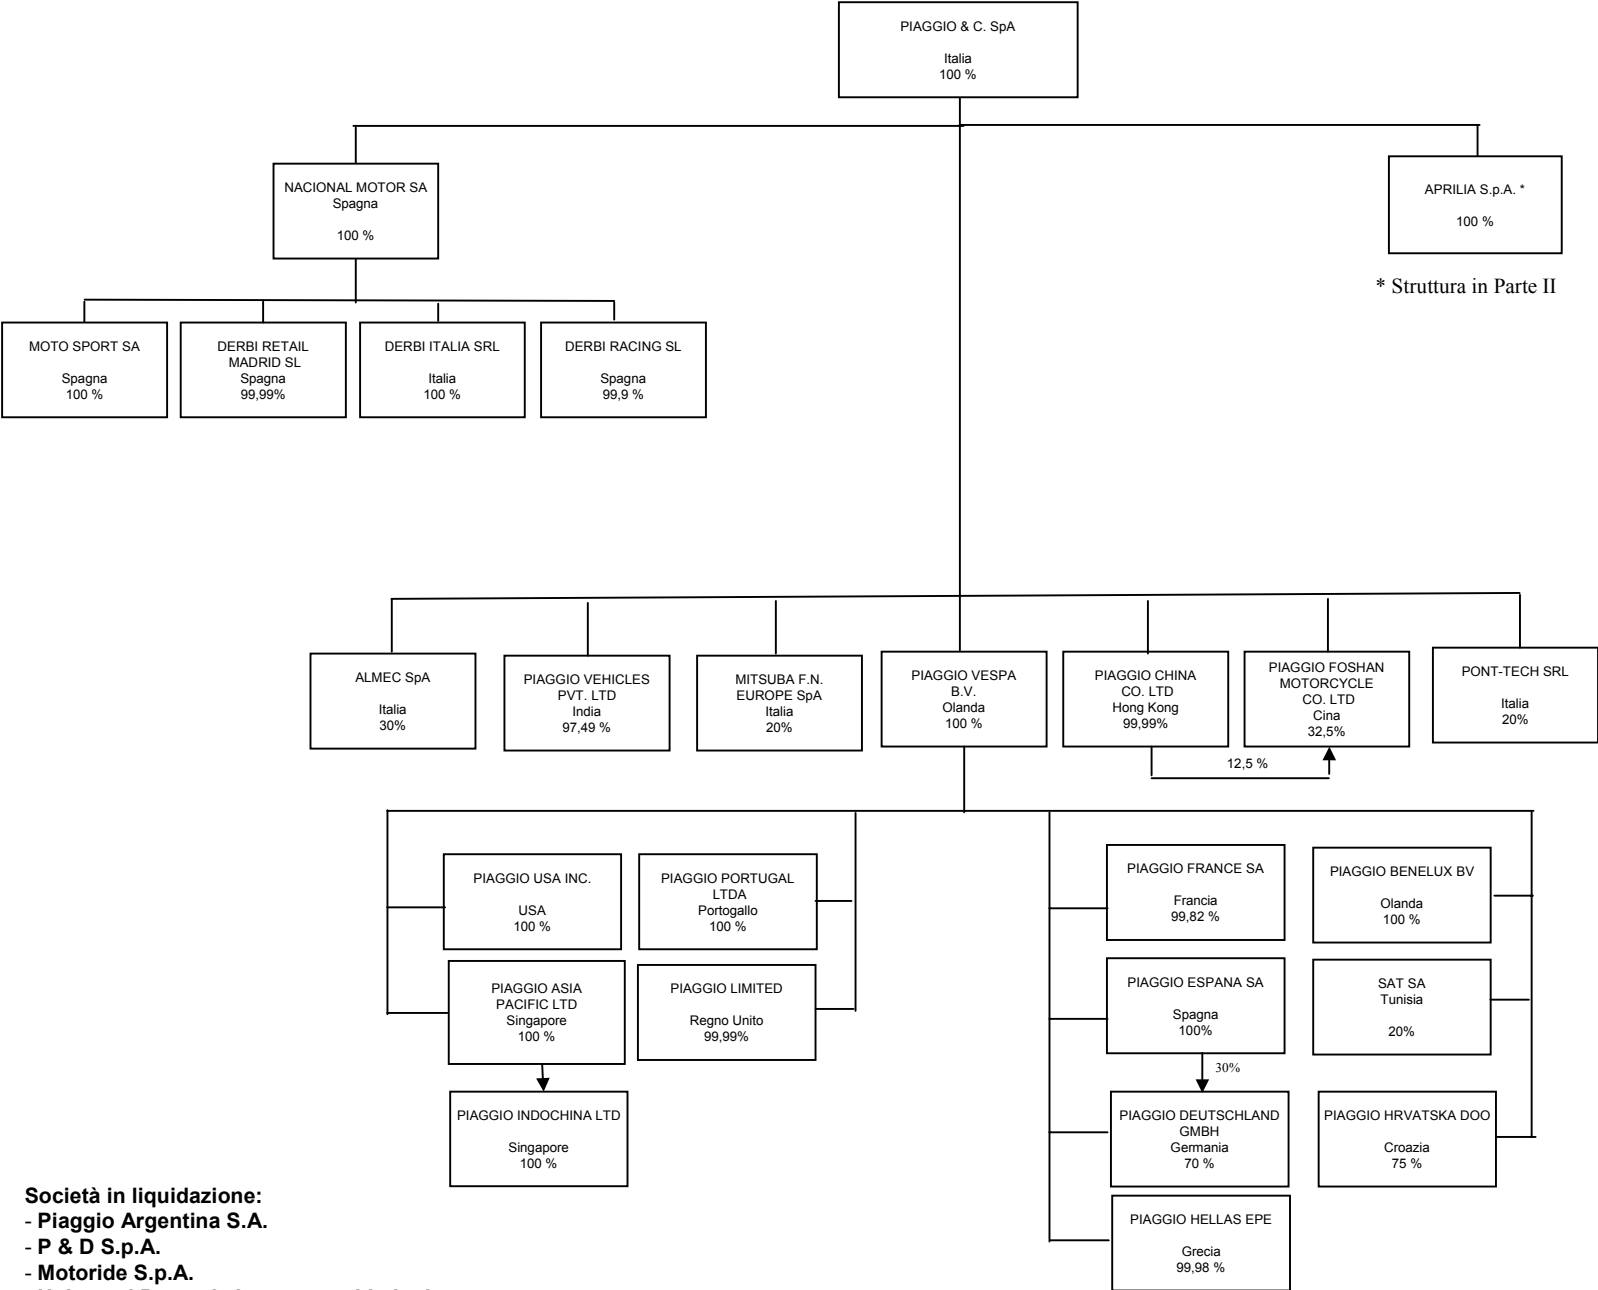 PIAGGIO & C. SpA
Italia
100 %
NACIONAL MOTOR SA
Spagna
100 %
APRILIA S.p.A. *
100 %
* Struttura in Parte II
MOTO SPORT SA
Spagna
100 %
DERBI RETAIL
MADRID SL
Spagna
99,99%
DERBI ITALIA SRL
Italia
100 %
DERBI RACING SL
Spagna
99,9 %
ALMEC SpA
Italia
30%
PIAGGIO VEHICLES
PVT. LTD
India
97,49 %
MITSUBA F.N.
EUROPE SpA
Italia
20%
PIAGGIO VESPA
B.V.
Olanda
100 %
PIAGGIO CHINA
CO. LTD
Hong Kong
99,99%
PIAGGIO FOSHAN
MOTORCYCLE
CO. LTD
Cina
32,5%
PONT-TECH SRL
Italia
20%
12,5 %
PIAGGIO USA INC.
USA
100 %
PIAGGIO PORTUGAL
LTDA
Portogallo
100 %
PIAGGIO FRANCE SA
Francia
99,82 %
PIAGGIO BENELUX BV
Olanda
100 %
PIAGGIO ASIA
PACIFIC LTD
Singapore
100 %
PIAGGIO LIMITED
Regno Unito
99,99%
PIAGGIO ESPANA SA
Spagna
100%
SAT SA
Tunisia
20%
30%
PIAGGIO INDOCHINA LTD
Singapore
100 %
PIAGGIO DEUTSCHLAND
GMBH
Germania
70 %
PIAGGIO HRVATSKA DOO
Croazia
75 %
PIAGGIO HELLAS EPE
Grecia
99,98 %
Società in liquidazione:
- Piaggio Argentina S.A.
- P & D S.p.A.
- Motoride S.p.A.